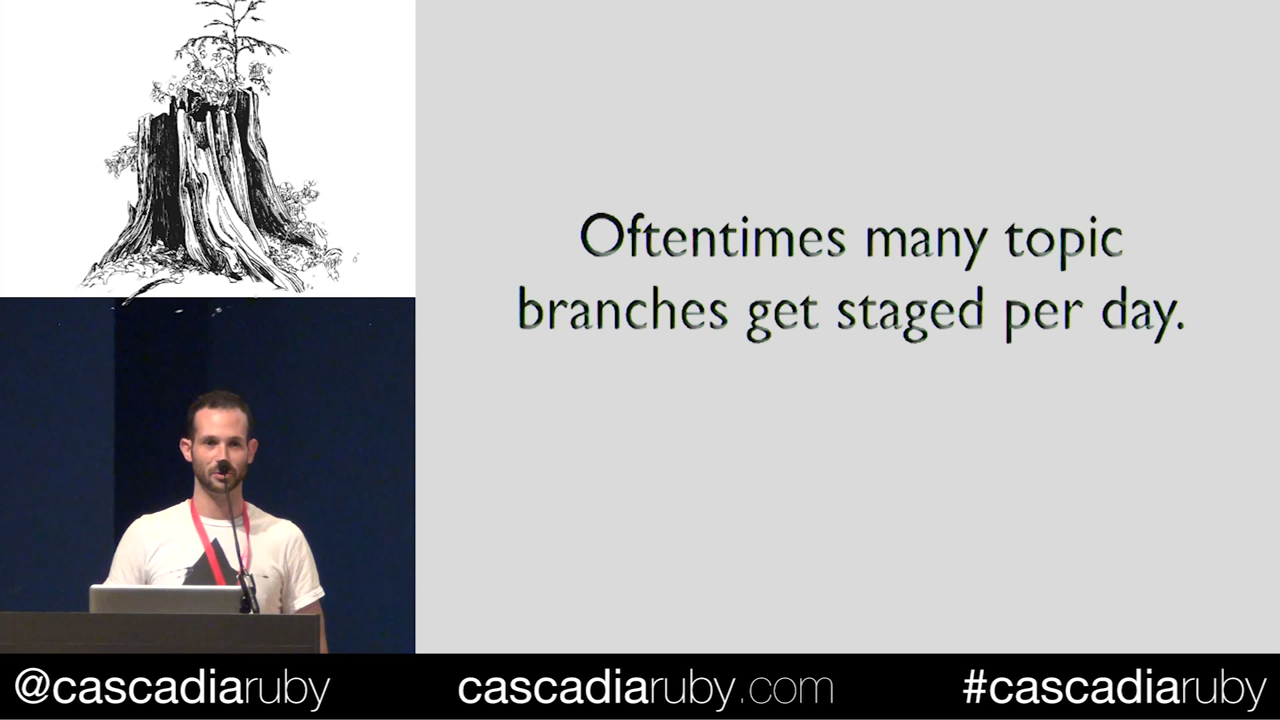 Oftentimes many topic
branches get staged per day.
@cascadiaruby
cascadiaruby.com
#cascadiaruby